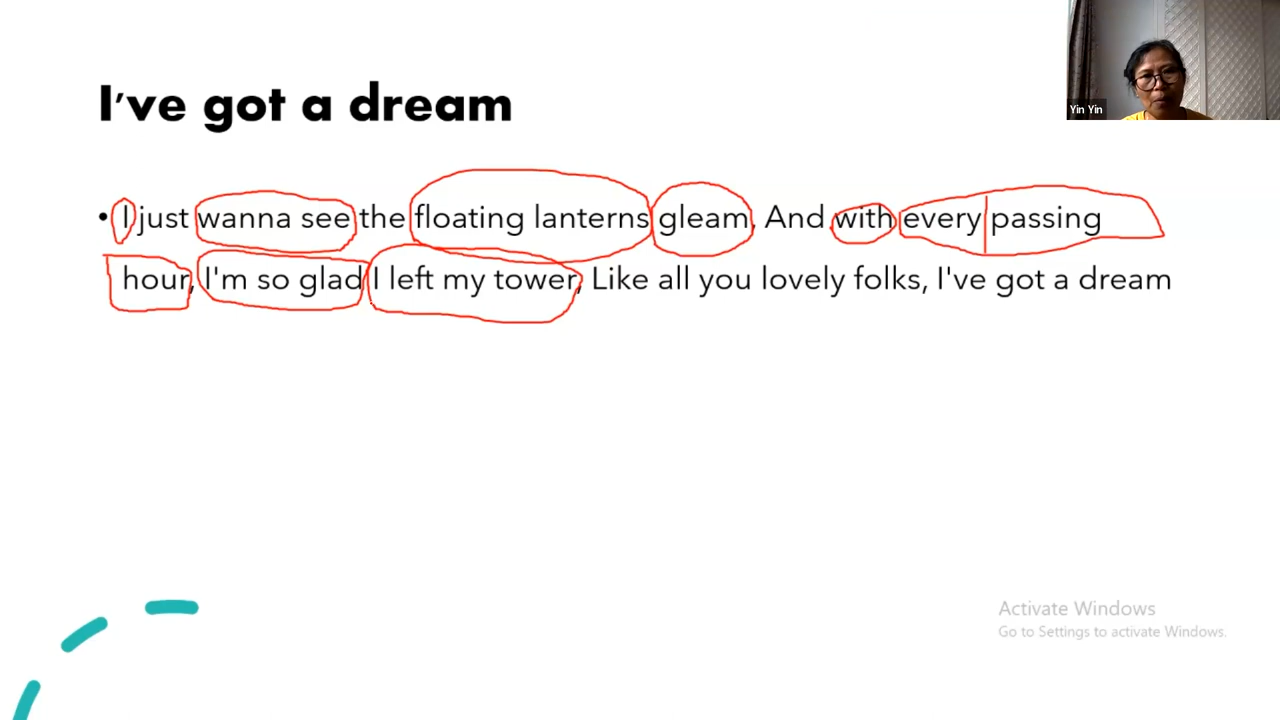 Yin Yin
I've got a dream
• I just wanna see the floating lanterns gleam, And with every passing
hour, I'm so glad I left my tower, Like all you lovely folks, I've got a dream
Activate Windows
Go to Settings to activate Windows.